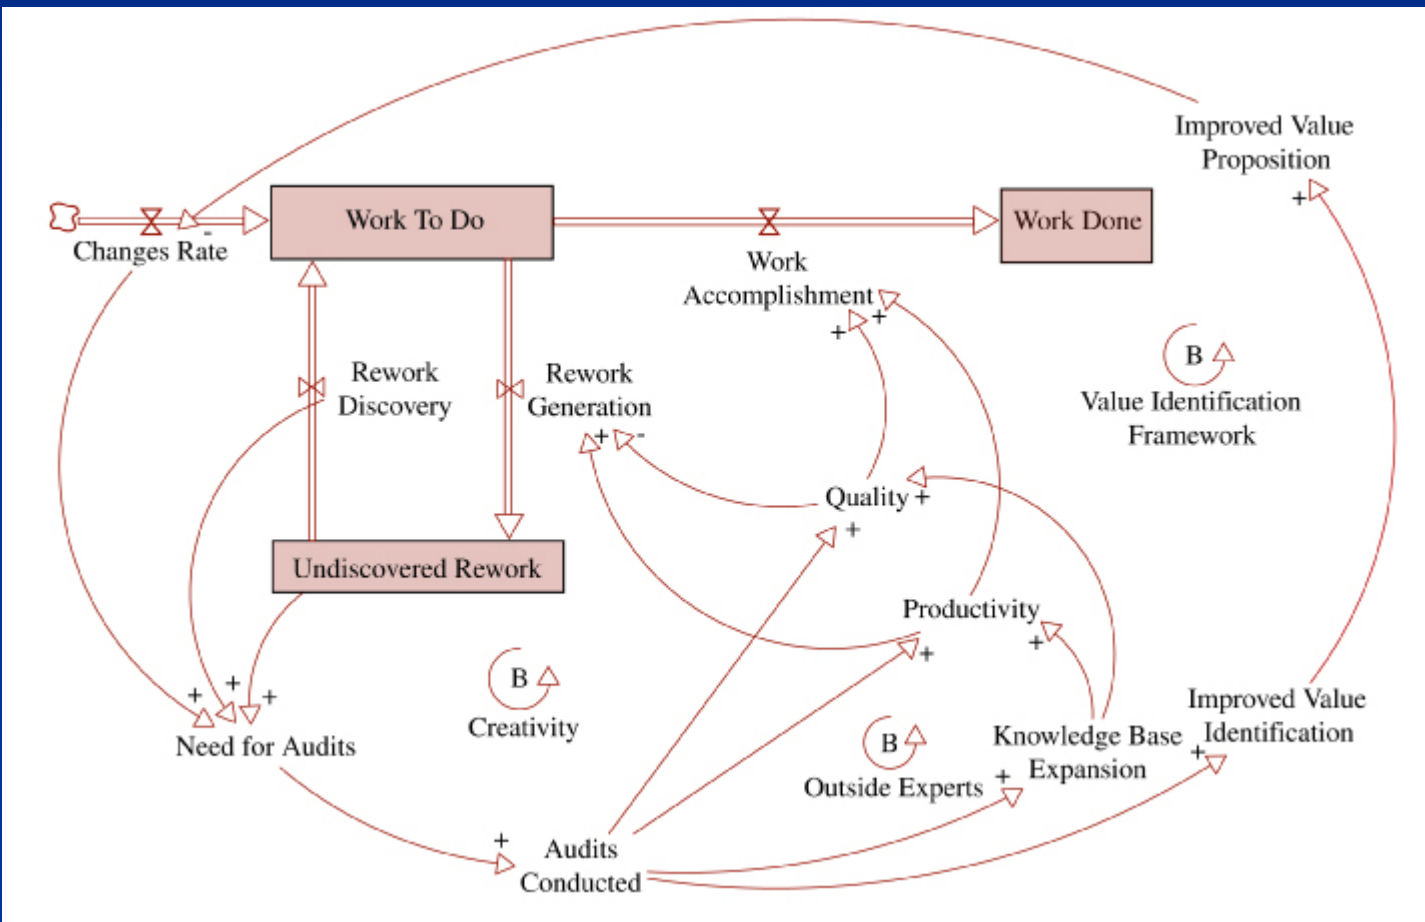 Improved Value
Proposition
+
Work To Do
Work Done
-
Changes Rate
Work
Accomplishment
+
+
B
Value Identification
Framework
Rework
Discovery
Rework
Generation
+
-
Quality +
+
Undiscovered Rework
Productivity
+
+
+
+
+
B
Creativity
Need for Audits
B
Outside Experts
Knowledge Base
Expansion
+
Improved Value
Identification
+
+
Audits
Conducted